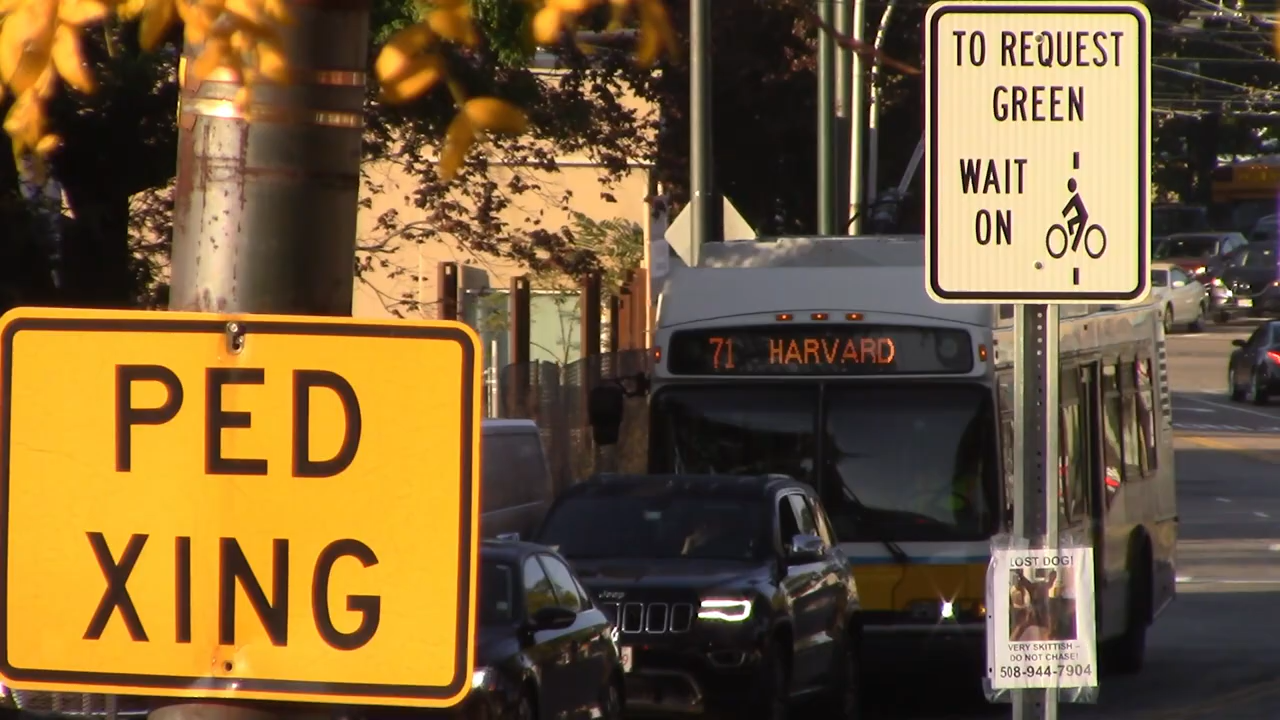 PED
XING
TO REQUEST
GREEN
WAIT
ON
71 HARVARD
Jeep
LOST DOG!
VERY SKITTISH -
DO NOT CHASE!
508-944-7904